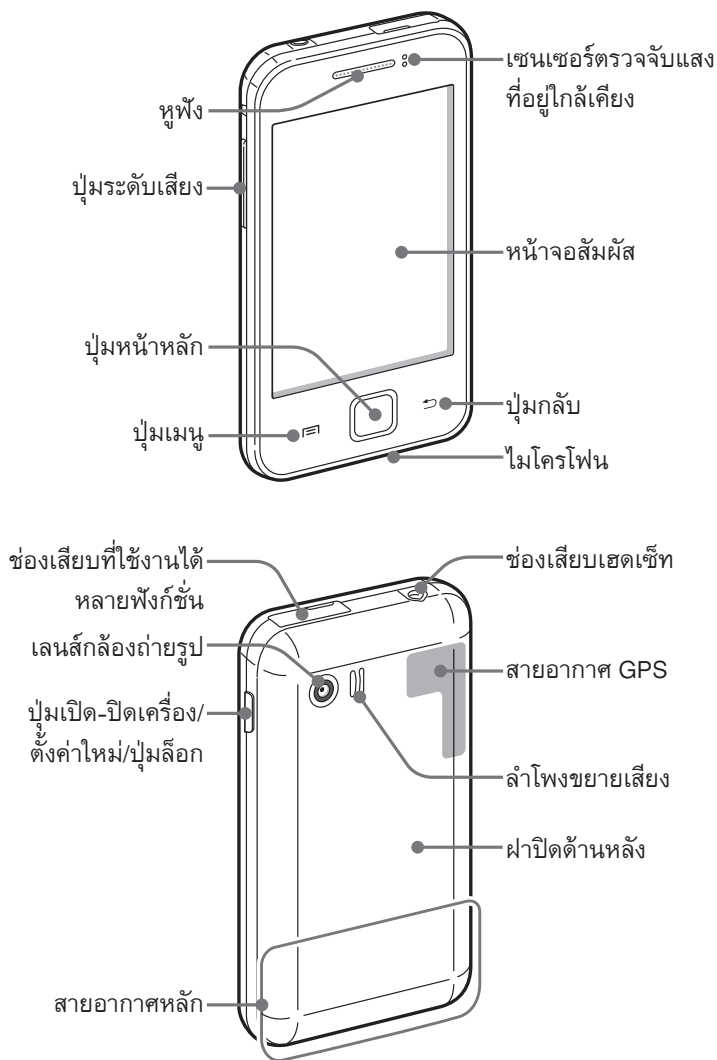 เซนเซอร์ตรวจจับแสง
ที่อยู่ใกล้เคียง
หูฟัง
ปุ่มระดับเสียง
หน้าจอสัมผัส
ปุ่มหน้าหลัก
ปุ่มกลับ
ปุ่มเมนู
ไมโครโฟน
ช่องเสียบที่ใช้งานได้
หลายฟังก์ชั่น
ช่องเสียบเฮดเซ็ท
เลนส์กล้องถ่ายรูป
สายอากาศ GPS
ปุ่มเปิด-ปิดเครื่อง/
ตั้งค่าใหม่/ปุ่มล็อก
ลำโพงขยายเสียง
ฝาปิดด้านหลัง
สายอากาศหลัก